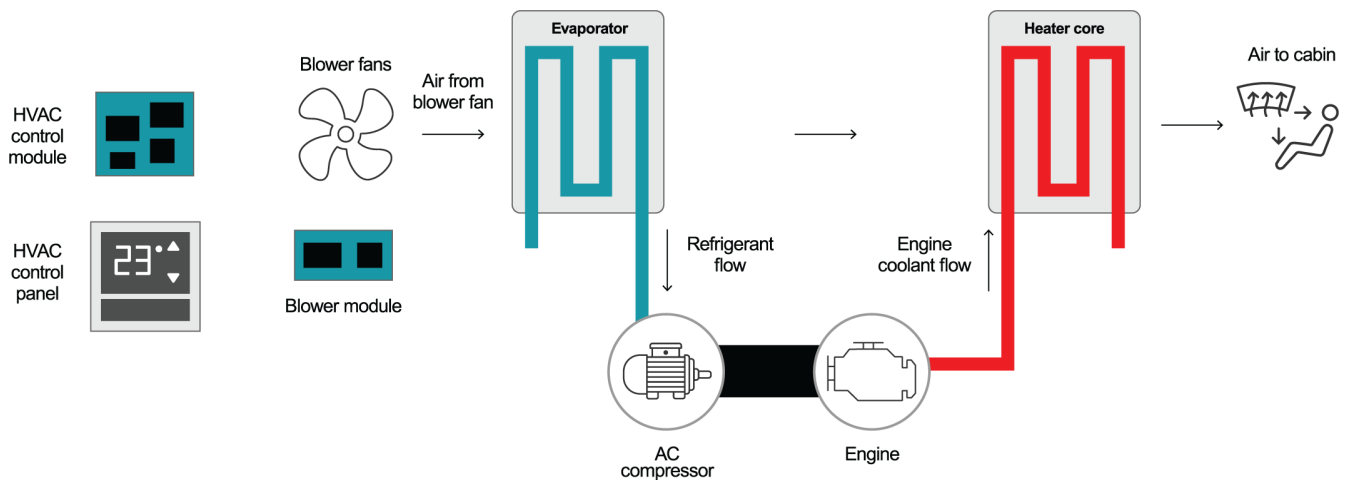 HVAC
control
module
HVAC
control
panel
23°
Blower fans
Blower module
Air from
blower fan
Evaporator
Refrigerant
flow
AC
compressor
Engine
Engine
coolant flow
Heater core
Air to cabin